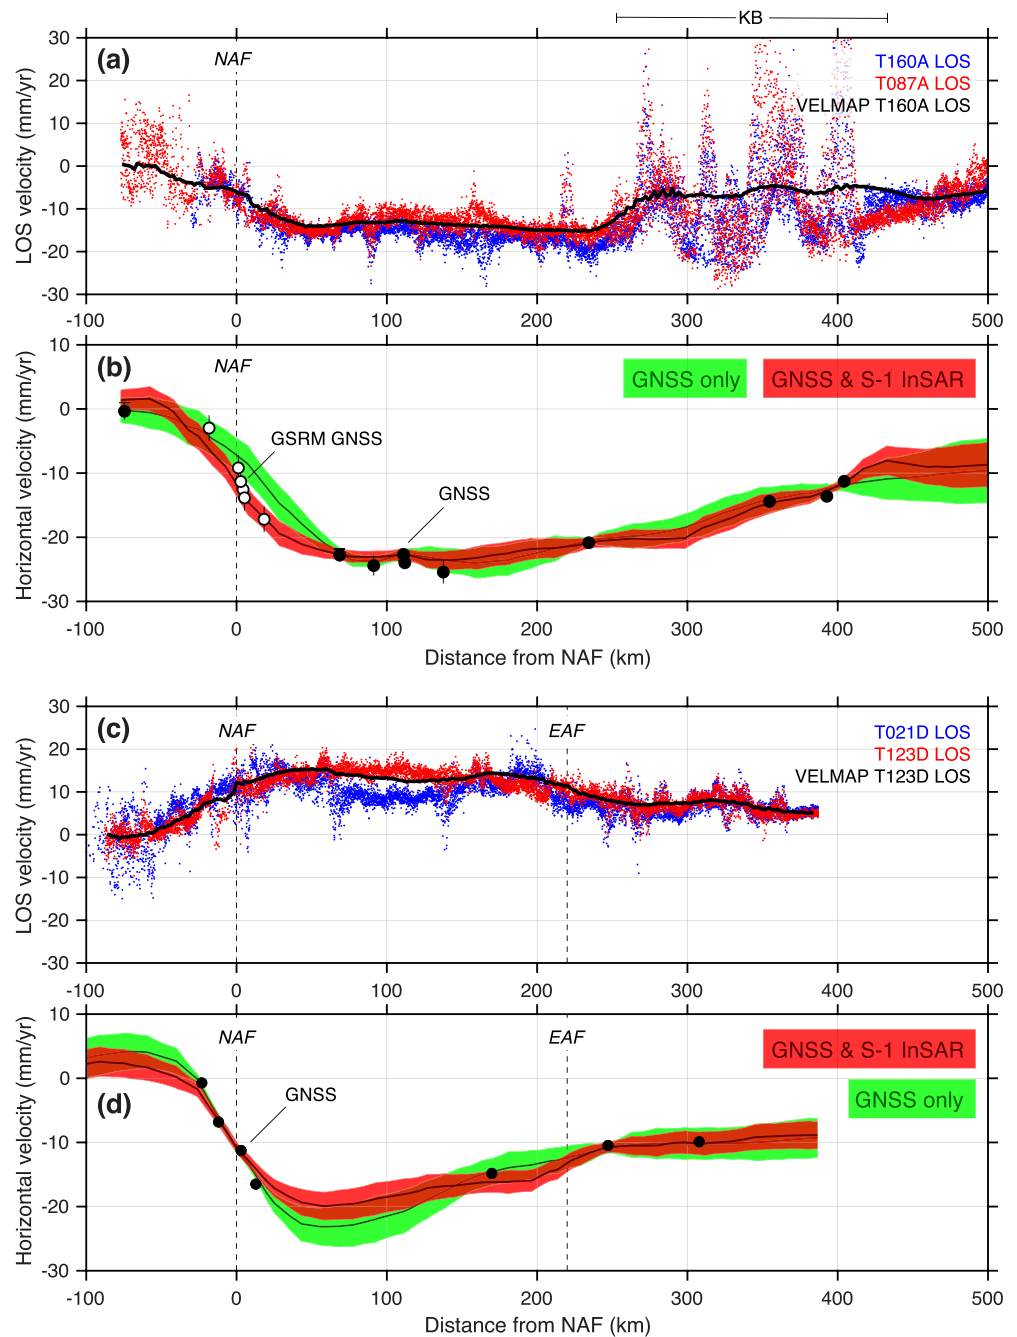 KB
(a)
NAF
T160A LOS
T087A LOS
VELMAP T160A LOS
LOS velocity (mm/yr)
30
20
10
0
-10
-20
-30
-100 0 100 200 300 400 500
(b)
NAF
GNSS only
GNSS & S-1 InSAR
GSRM GNSS
GNSS
Horizontal velocity (mm/yr)
10
0
-10
-20
-30
-100 0 100 200 300 400 500
Distance from NAF (km)
(c)
NAF
EAF
T021D LOS
T123D LOS
VELMAP T123D LOS
LOS velocity (mm/yr)
30
20
10
0
-10
-20
-30
-100 0 100 200 300 400 500
NAF
EAF
GNSS & S-1 InSAR
GNSS only
(d)
GNSS
Horizontal velocity (mm/yr)
10
0
-10
-20
-30
-100 0 100 200 300 400 500
Distance from NAF (km)